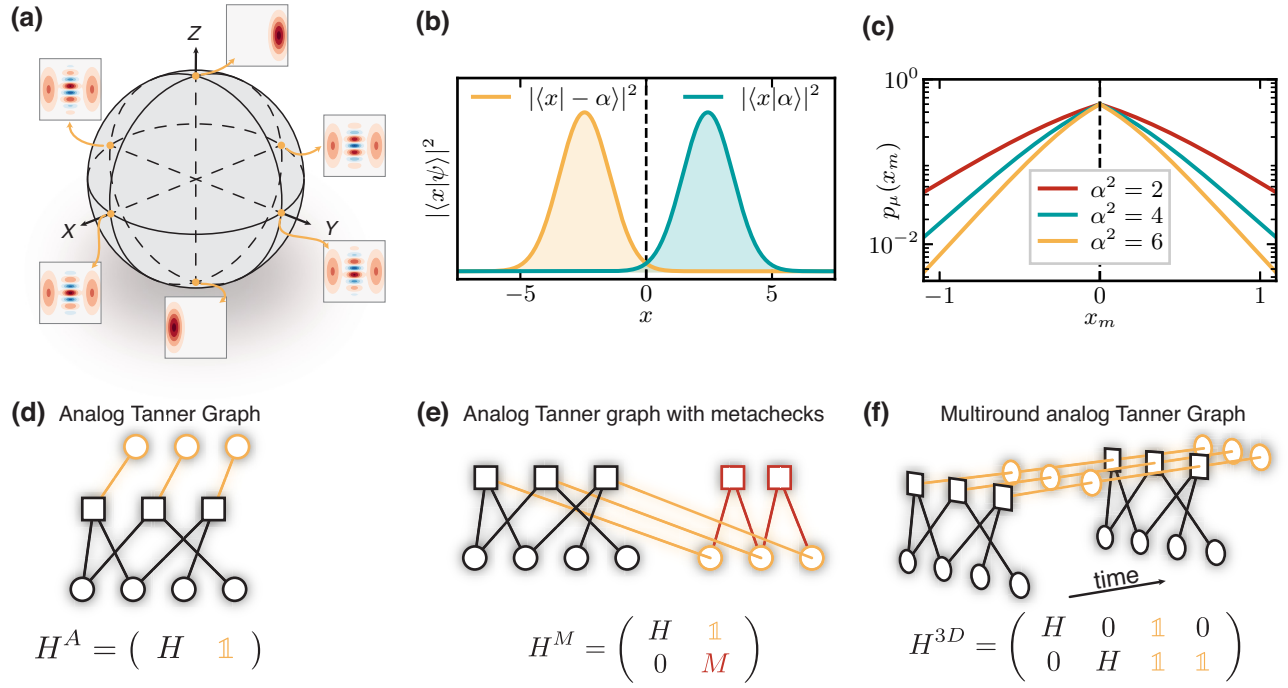 (a)
Z
X
Y
(b)
|⟨x| − α⟩|²
|⟨x|α⟩|²
|⟨x|ψ⟩|²
−5
0
5
x
(c)
10⁰
10⁻²
p_μ(x_m)
α² = 2
α² = 4
α² = 6
−1
0
1
x_m
(d) Analog Tanner Graph
H^A = ( H 𝟙 )
(e) Analog Tanner graph with metachecks
H^M = ( H 𝟙
0 M )
(f) Multiround analog Tanner Graph
time
H^{3D} = ( H 0 𝟙 0
0 H 𝟙 𝟙 )